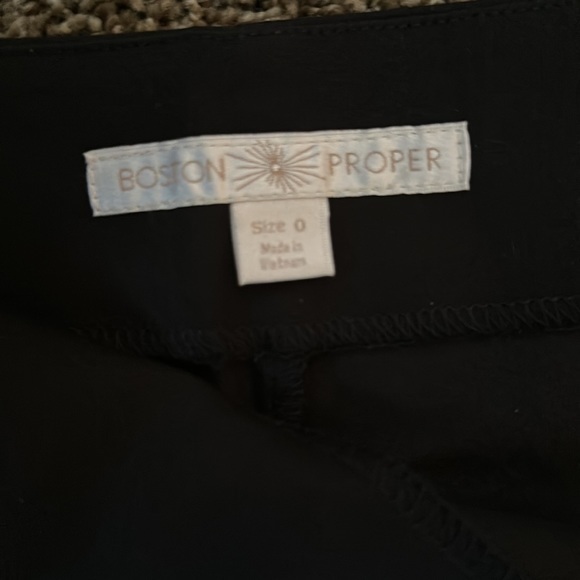 BOSTON PROPER
Size 0
Made in
Vietnam